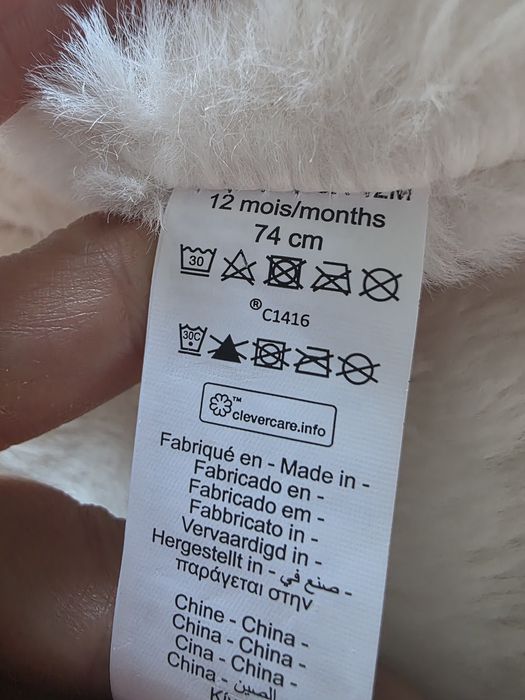 12 mois/months
74 cm
30
® C1416
30C
™
clevercare.info
Fabriqué en - Made in -
Fabricado en -
Fabricado em -
Fabbricato in -
Vervaardigd in -
Hergestellt in - صنع في -
παράγεται στην
Chine - China -
China - China -
Cina - China -
China - الصين -